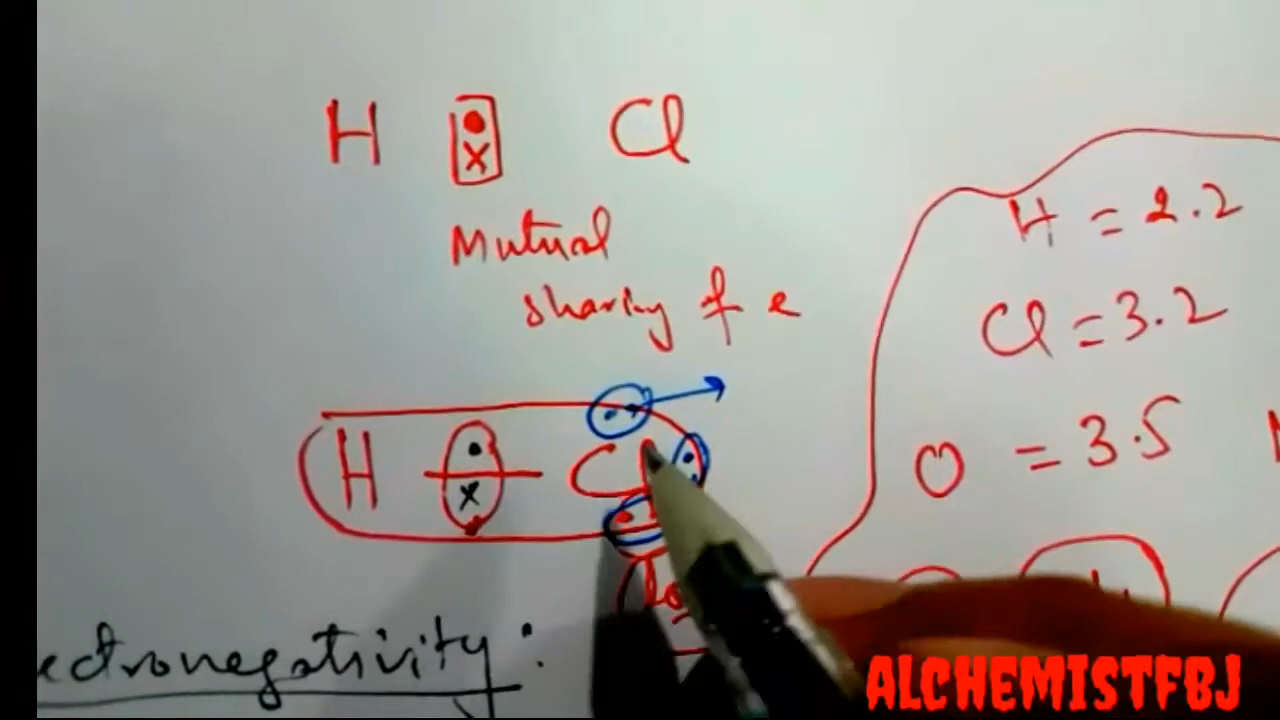 H • x Cl
Mutual
sharing of e
H = 2.2
Cl = 3.2
O = 3.5
H • x Cl
ectronegativity :
ALCHEMISTFBJ